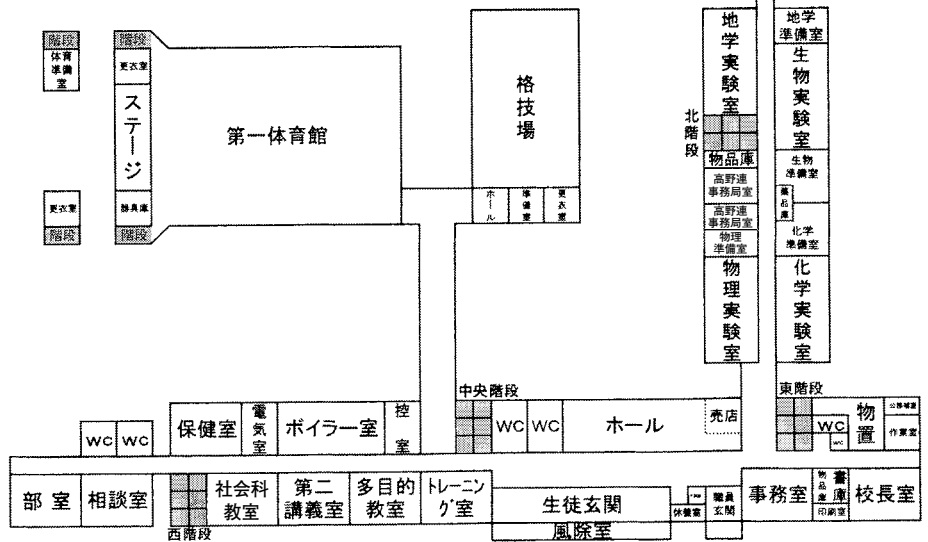 階段
体育
準備
室
更衣室
階段
階段
更衣室
ステージ
器具庫
階段
第一体育館
格技場
ホール
準備室
更衣室
地学実験室
北階段
物品庫
高野連
事務局室
高野連
事務局室
物理
準備室
物理実験室
地学
準備室
生物実験室
生物
準備室
薬品庫
化学
準備室
化学実験室
WC
WC
保健室
電気室
ボイラー室
控室
中央階段
WC
WC
ホール
売店
東階段
WC
WC
物置
作業室
部室
相談室
西階段
社会科
教室
第二
講義室
多目的
教室
トレーニン
グ室
生徒玄関
風除室
休養室
職員
玄関
事務室
物品庫
書庫
印刷室
校長室